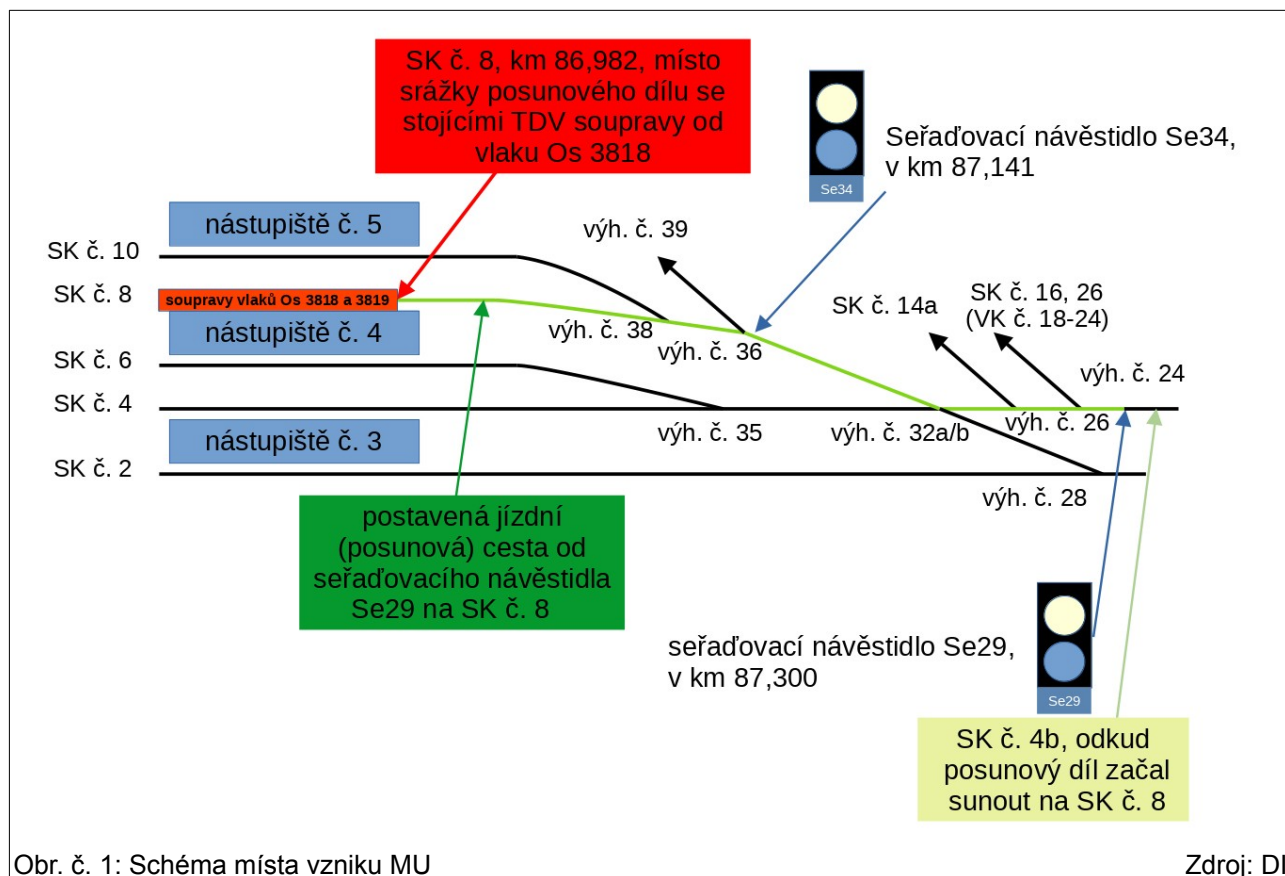 SK č. 8, km 86,982, místo
srážky posunového dílu se
stojícími TDV soupravy od
vlaku Os 3818
Se34
Seřaďovací návěstidlo Se34,
v km 87,141
nástupiště č. 5
výh. č. 39
SK č. 10
SK č. 8
soupravy vlaků Os 3818 a 3819
SK č. 14a
SK č. 16, 26
(VK č. 18-24)
nástupiště č. 4
výh. č. 38
výh. č. 36
SK č. 6
výh. č. 24
SK č. 4
výh. č. 35
výh. č. 32a/b
výh. č. 26
nástupiště č. 3
SK č. 2
výh. č. 28
postavená jízdní
(posunová) cesta od
seřaďovacího návěstidla
Se29 na SK č. 8
seřaďovací návěstidlo Se29,
v km 87,300
Se29
SK č. 4b, odkud
posunový díl začal
sunout na SK č. 8
Obr. č. 1: Schéma místa vzniku MU
Zdroj: DI